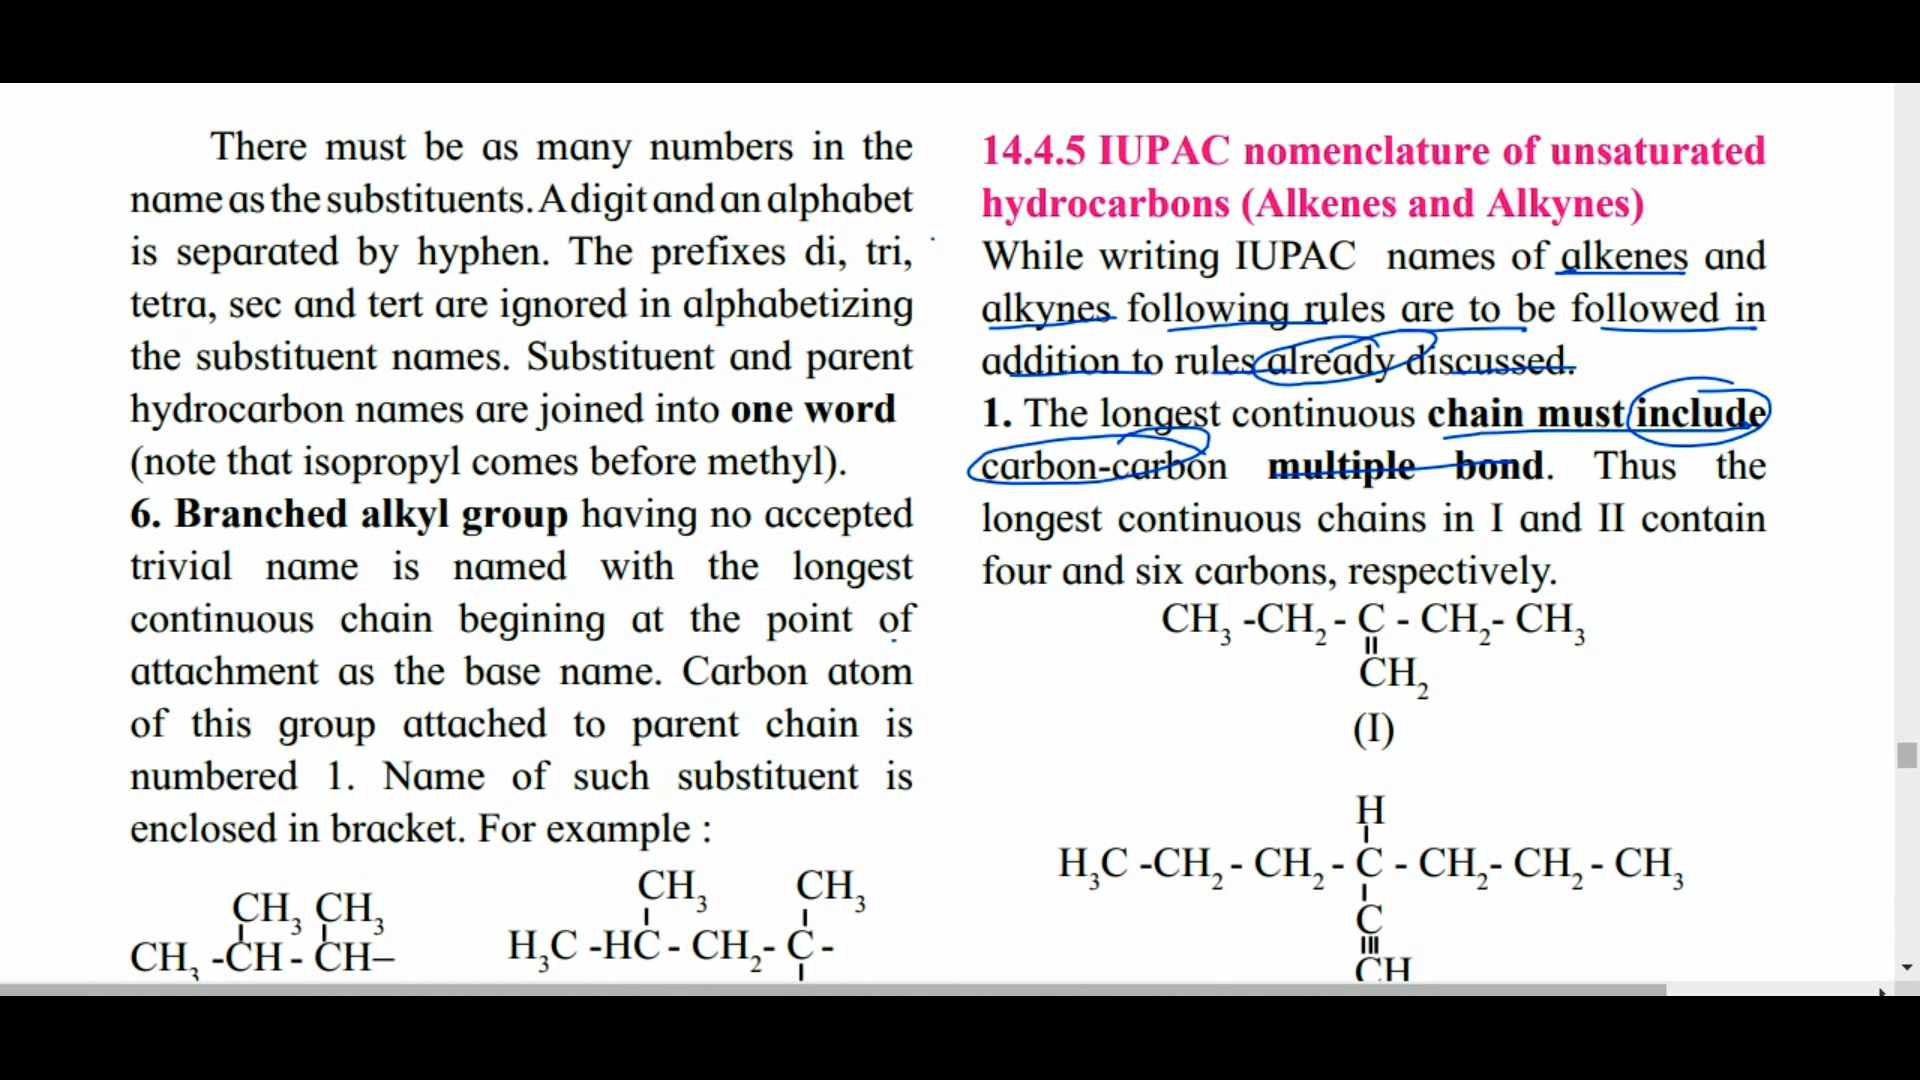 There must be as many numbers in the
name as the substituents. A digit and an alphabet
is separated by hyphen. The prefixes di, tri,
tetra, sec and tert are ignored in alphabetizing
the substituent names. Substituent and parent
hydrocarbon names are joined into one word
(note that isopropyl comes before methyl).
6. Branched alkyl group having no accepted
trivial name is named with the longest
continuous chain begining at the point of
attachment as the base name. Carbon atom
of this group attached to parent chain is
numbered 1. Name of such substituent is
enclosed in bracket. For example :
CH₃ CH₃
CH₃ -CH - CH–
CH₃ CH₃
H₃C -HC - CH₂- C -
14.4.5 IUPAC nomenclature of unsaturated
hydrocarbons (Alkenes and Alkynes)
While writing IUPAC names of alkenes and
alkynes following rules are to be followed in
addition to rules already discussed.
1. The longest continuous chain must include
carbon-carbon multiple bond. Thus the
longest continuous chains in I and II contain
four and six carbons, respectively.
CH₃ -CH₂ - C - CH₂- CH₃
CH₂
(I)
H
H₃C -CH₂ - CH₂ - C - CH₂- CH₂ - CH₃
C
CH